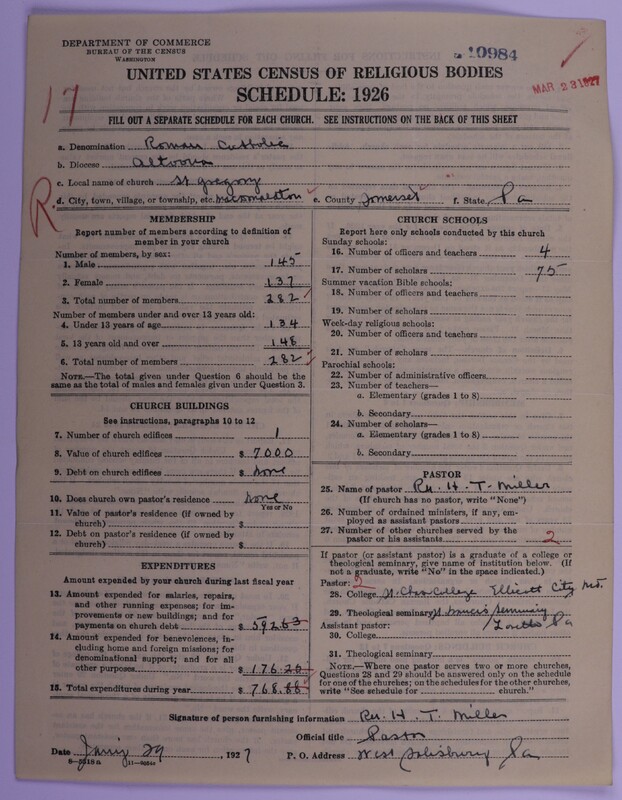 DEPARTMENT OF COMMERCE
BUREAU OF THE CENSUS
WASHINGTON
10984
MAR 23 1927
UNITED STATES CENSUS OF RELIGIOUS BODIES
SCHEDULE: 1926
17
FILL OUT A SEPARATE SCHEDULE FOR EACH CHURCH. SEE INSTRUCTIONS ON THE BACK OF THIS SHEET
a. Denomination Roman Catholic
b. Diocese Altoona
c. Local name of church St Gregory
R.
d. City, town, village, or township, etc. Macdonaldton e. County Somerset f. State Pa
MEMBERSHIP
Report number of members according to definition of
member in your church
Number of members, by sex:
1. Male 145
2. Female 137
3. Total number of members 282
Number of members under and over 13 years old:
4. Under 13 years of age 134
5. 13 years old and over 148
6. Total number of members 282
NOTE.—The total given under Question 6 should be
same as the total of males and females given under Question 3.
CHURCH BUILDINGS
See instructions, paragraphs 10 to 12
7. Number of church edifices 1
8. Value of church edifices $ 7000
9. Debt on church edifices $ None
10. Does church own pastor's residence None
Yes or No
11. Value of pastor's residence (if owned by
church) $
12. Debt on pastor's residence (if owned by
church) $
EXPENDITURES
Amount expended by your church during last fiscal year
13. Amount expended for salaries, repairs,
and other running expenses; for im-
provements or new buildings; and for
payments on church debt $ 592.63
14. Amount expended for benevolences, in-
cluding home and foreign missions; for
denominational support; and for all
other purposes $ 176.20
15. Total expenditures during year $ 768.88
CHURCH SCHOOLS
Report here only schools conducted by this church
Sunday schools:
16. Number of officers and teachers 4
17. Number of scholars 75
Summer vacation Bible schools:
18. Number of officers and teachers
19. Number of scholars
Week-day religious schools:
20. Number of officers and teachers
21. Number of scholars
Parochial schools:
22. Number of administrative officers
23. Number of teachers—
a. Elementary (grades 1 to 8)
b. Secondary
24. Number of scholars—
a. Elementary (grades 1 to 8)
b. Secondary
PASTOR
25. Name of pastor Rev. H. T. Miller
(If church has no pastor, write "None")
26. Number of ordained ministers, if any, em-
ployed as assistant pastors
27. Number of other churches served by the
pastor or his assistants 2
If pastor (or assistant pastor) is a graduate of a college or
theological seminary, give name of institution below. (If
not a graduate, write "No" in the space indicated.)
Pastor: 2
28. College St. Chas College Ellicott City Md.
29. Theological seminary St Francis Seminary
Assistant pastor: Loretto Pa
30. College
31. Theological seminary
NOTE.—Where one pastor serves two or more churches,
Questions 28 and 29 should be answered only on the schedule
for one of the churches; on the schedules for the other churches,
write "See schedule for church."
Signature of person furnishing information Rev. H. T. Miller
Official title Pastor
Date 29, 1927 P. O. Address West Salisbury Pa
8-5518a 11-9084